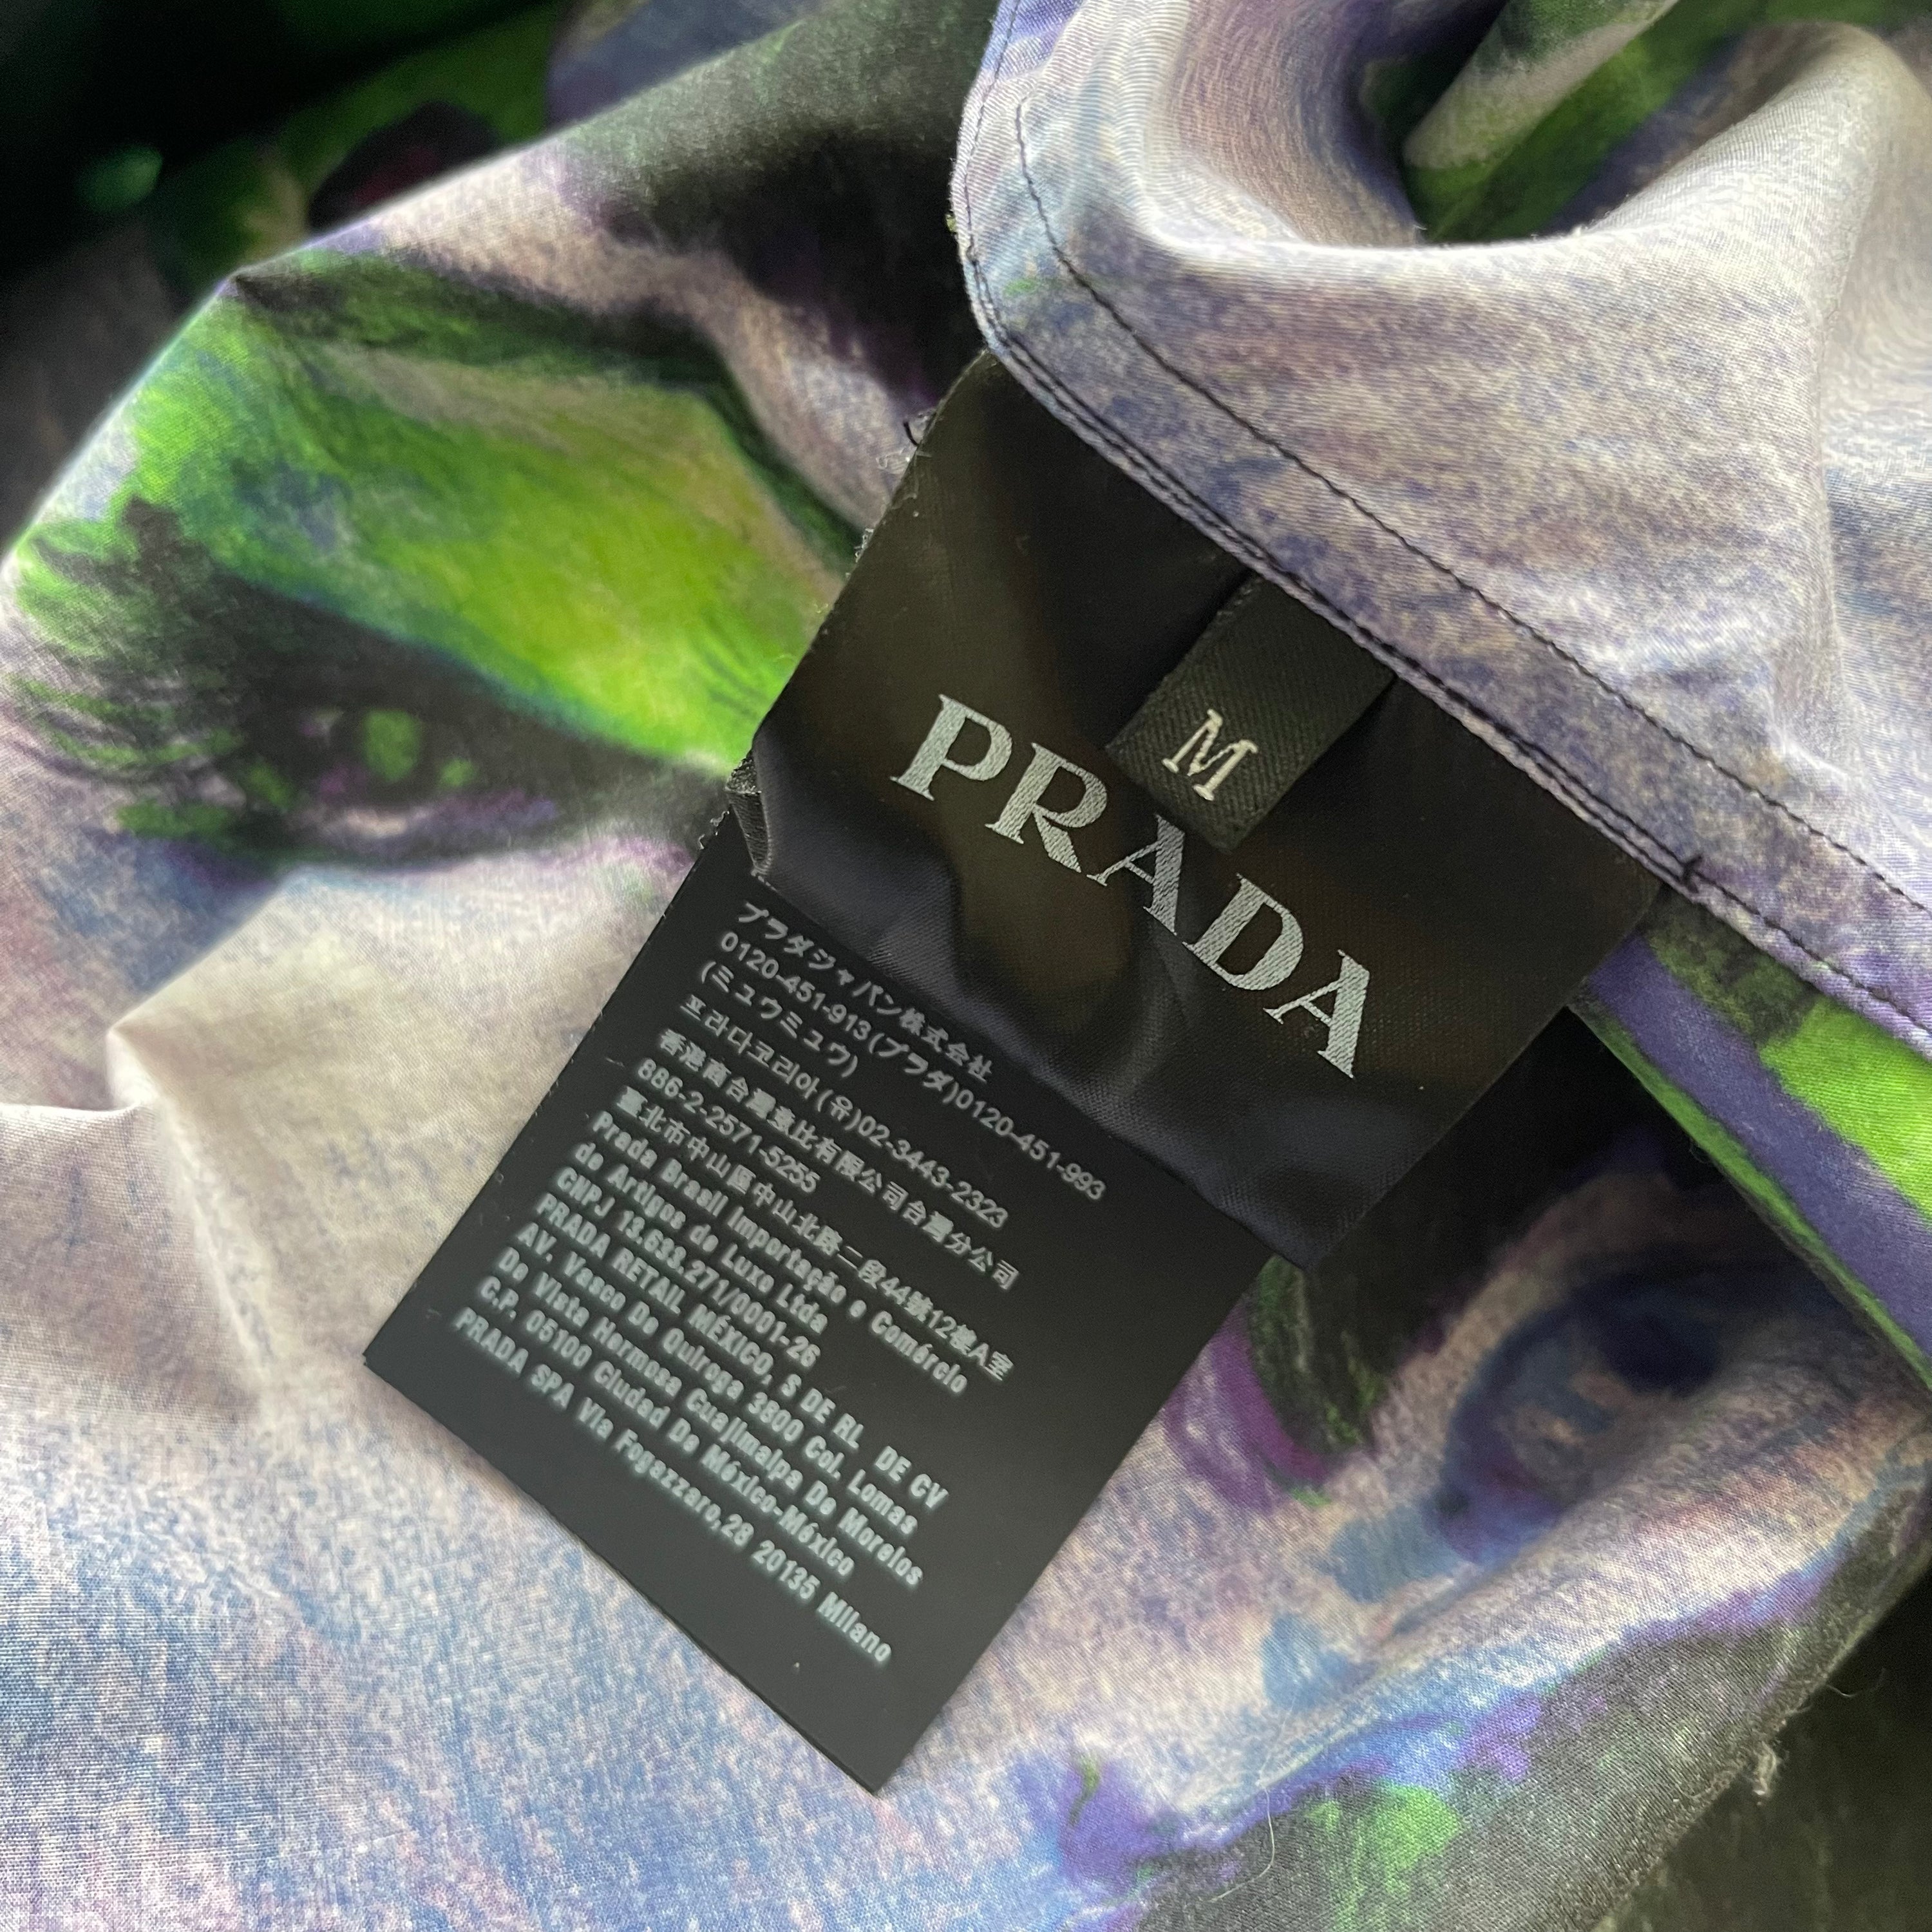 M
PRADA
プラダジャパン株式会社
0120-451-913(プラダ)0120-451-993
(ミュウミュウ)
프라다코리아(유)02-3443-2323
香港商台灣普拉比有限公司台灣分公司
886-2-2571-5255
臺北市中山區中山北路二段44號12樓A室
Prada Brasil Importação e Comércio
de Artigos de Luxo Ltda
CNPJ 13.633.271/0001-26
PRADA RETAIL MÉXICO, S DE RL DE CV
AV. Vasco De Quiroga 3800 Col. Lomas
De Vista Hermosa Cuajimalpa De Morelos
C.P. 05100 Ciudad De México-México
PRADA SPA Via Fogazzaro,28 20135 Milano